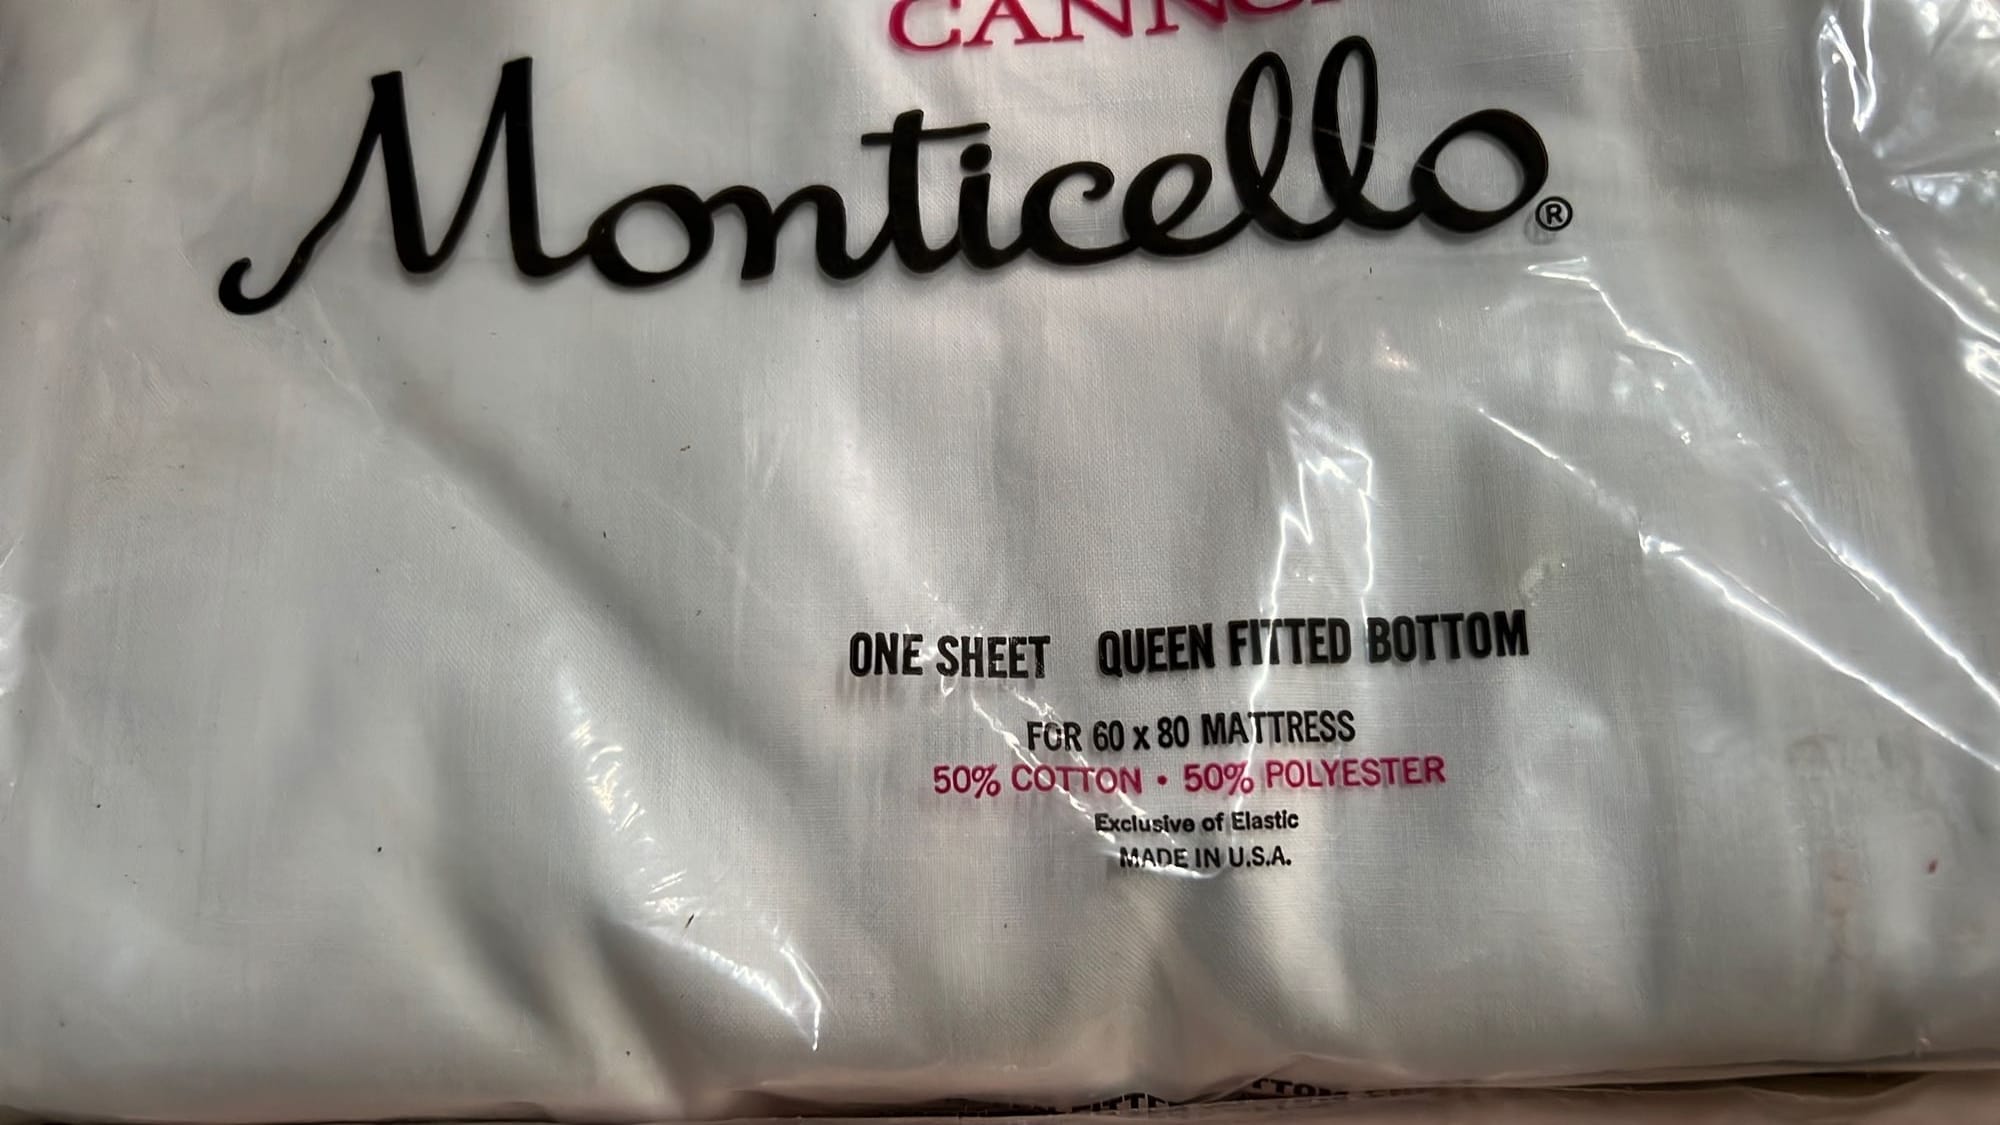 CANNON
Monticello®
ONE SHEET QUEEN FITTED BOTTOM
FOR 60 x 80 MATTRESS
50% COTTON • 50% POLYESTER
Exclusive of Elastic
MADE IN U.S.A.